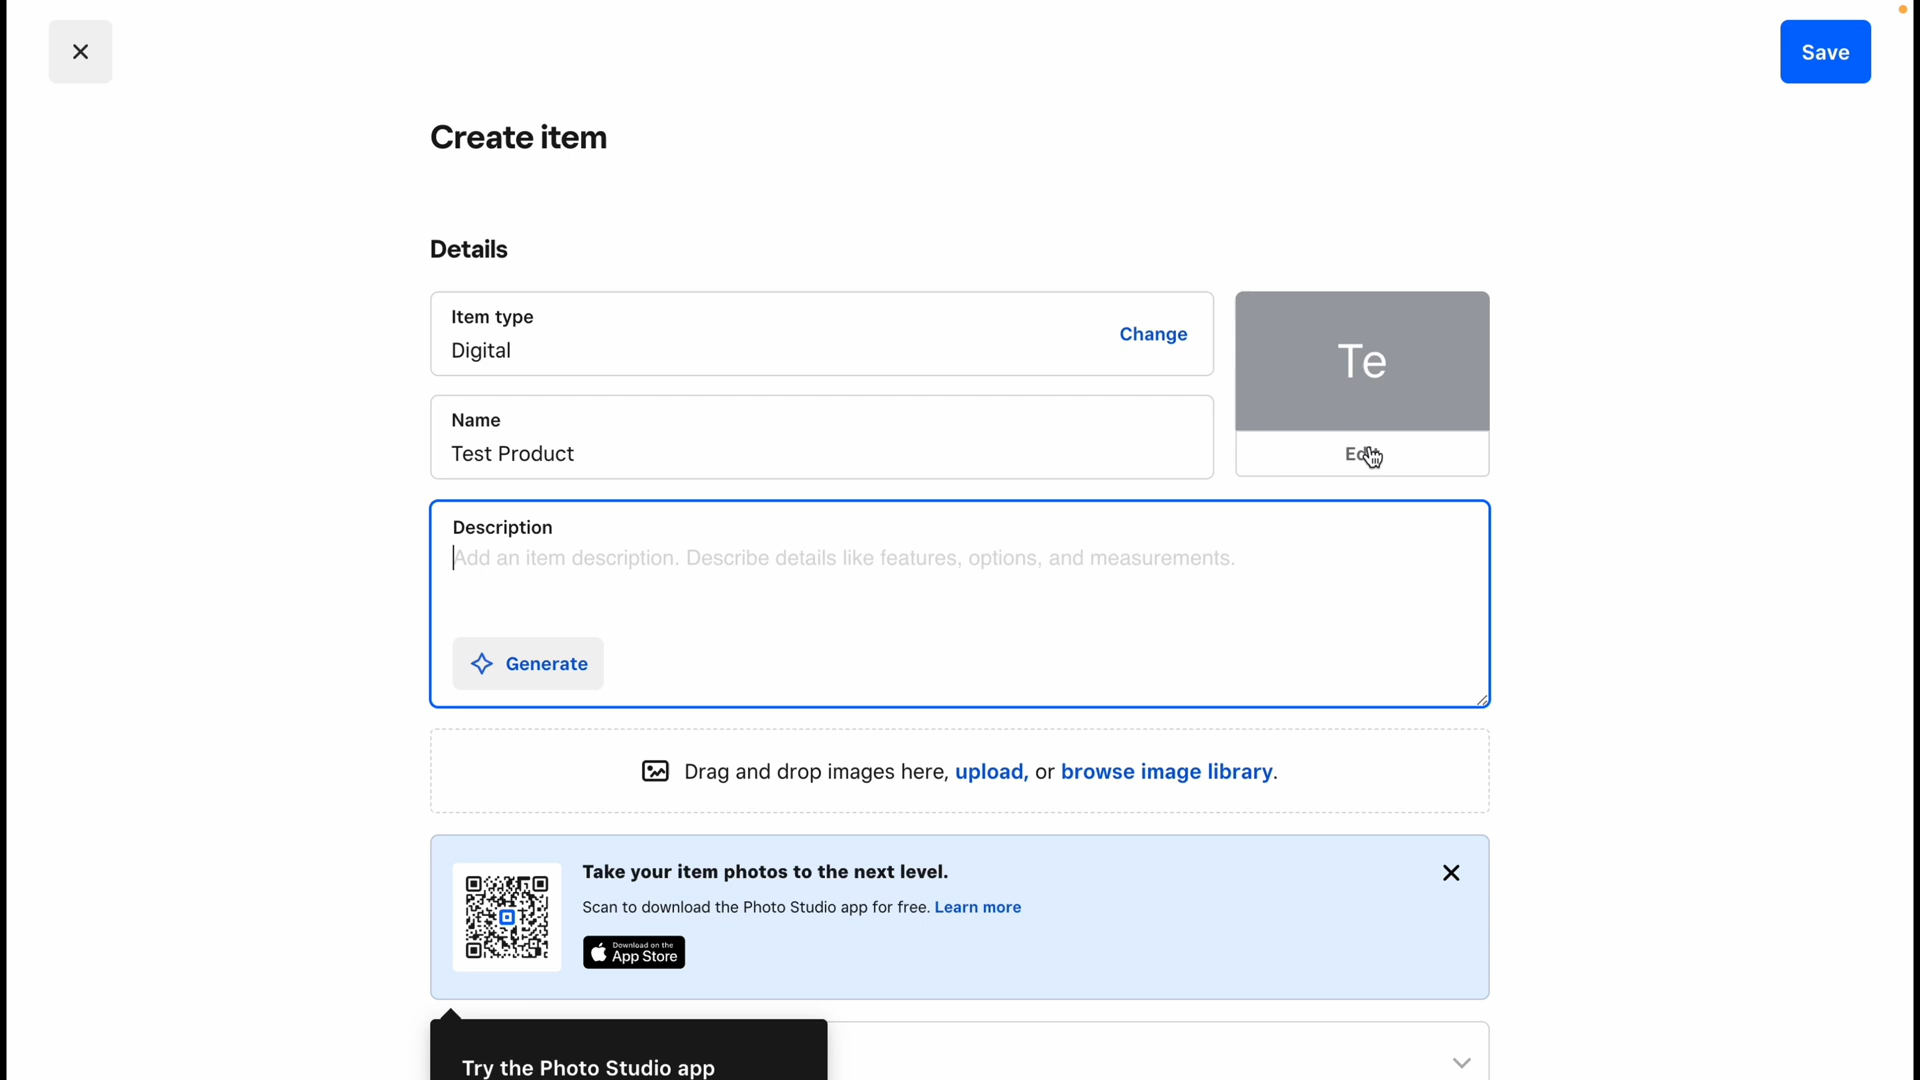 Save
Create item
Details
Item type
Digital
Change
Te
Name
Test Product
Description
Add an item description. Describe details like features, options, and measurements.
Generate
Drag and drop images here, upload, or browse image library.
Take your item photos to the next level.
Scan to download the Photo Studio app for free. Learn more
Download on the
App Store
Try the Photo Studio app